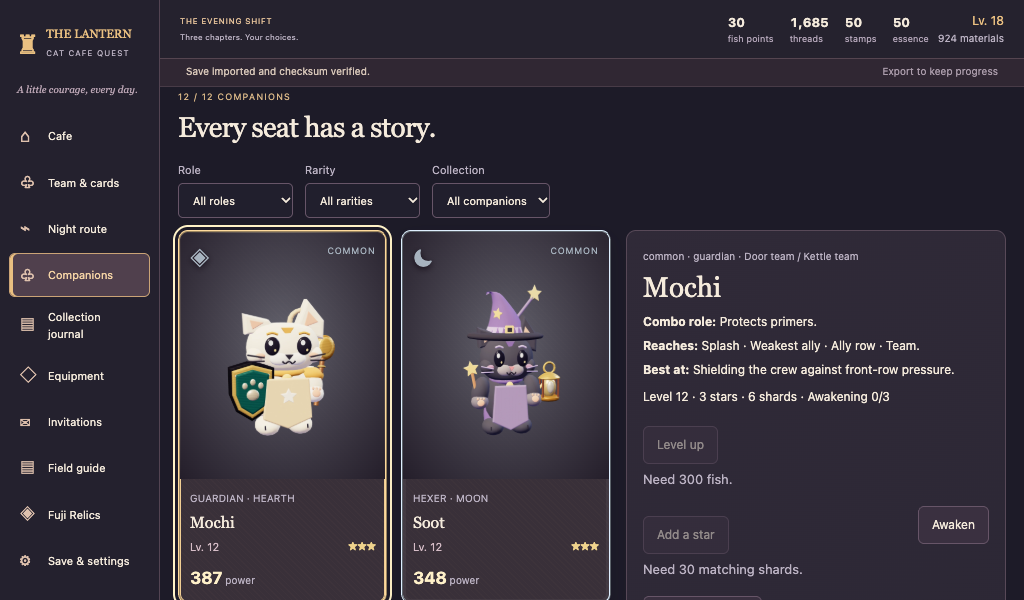 THE LANTERN
CAT CAFE QUEST
A little courage, every day.
Cafe
Team & cards
Night route
Companions
Collection
journal
Equipment
Invitations
Field guide
Fuji Relics
Save & settings
THE EVENING SHIFT
Three chapters. Your choices.
30
fish points
1,685
threads
50
stamps
50
essence
Lv. 18
924 materials
Save imported and checksum verified.
Export to keep progress
12 / 12 COMPANIONS
Every seat has a story.
Role
All roles
Rarity
All rarities
Collection
All companions
COMMON
GUARDIAN · HEARTH
Mochi
Lv. 12
387 power
COMMON
HEXER · MOON
Soot
Lv. 12
348 power
common · guardian · Door team / Kettle team
Mochi
Combo role: Protects primers.
Reaches: Splash · Weakest ally · Ally row · Team.
Best at: Shielding the crew against front-row pressure.
Level 12 · 3 stars · 6 shards · Awakening 0/3
Level up
Need 300 fish.
Add a star
Need 30 matching shards.
Awaken